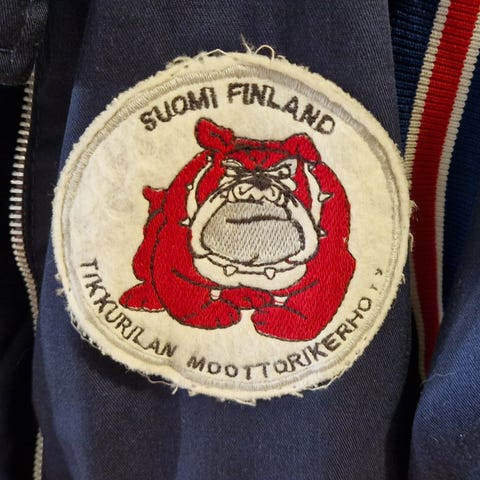 SUOMI FINLAND
TIKKURILAN MOOTTORIKERHO r.y